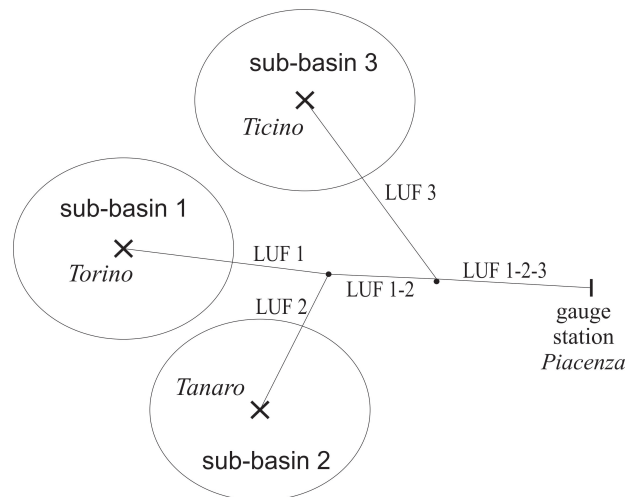 sub-basin 3
Ticino
LUF 3
sub-basin 1
Torino
LUF 1
LUF 1-2
LUF 1-2-3
LUF 2
gauge
station
Piacenza
Tanaro
sub-basin 2